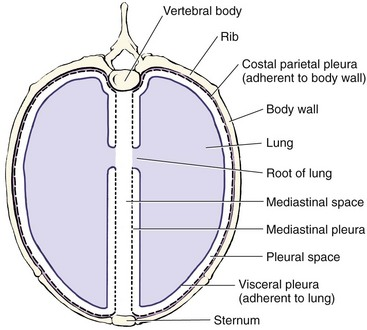 Vertebral body
Rib
Costal parietal pleura
(adherent to body wall)
Body wall
Lung
Root of lung
Mediastinal space
Mediastinal pleura
Pleural space
Visceral pleura
(adherent to lung)
Sternum